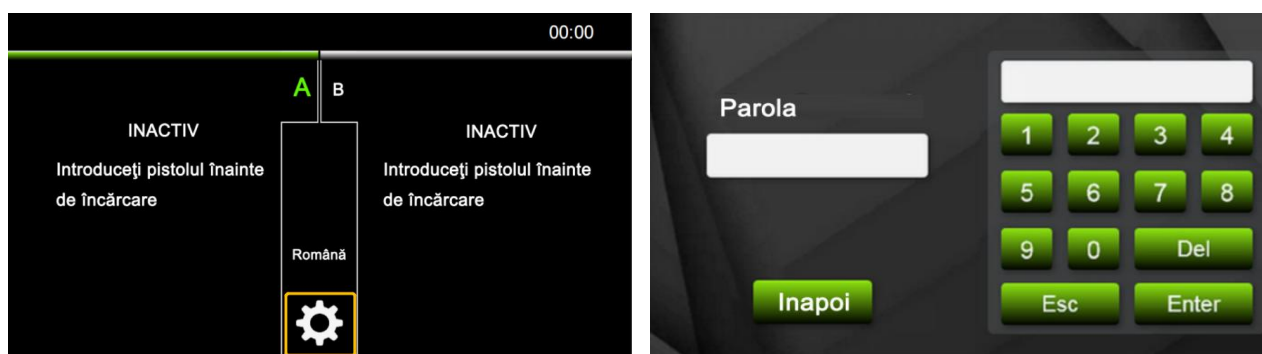 00:00
A B
INACTIV
Introduceţi pistolul înainte
de încărcare
INACTIV
Introduceţi pistolul înainte
de încărcare
Română
Parola
1 2 3 4
5 6 7 8
9 0 Del
Esc Enter
Inapoi